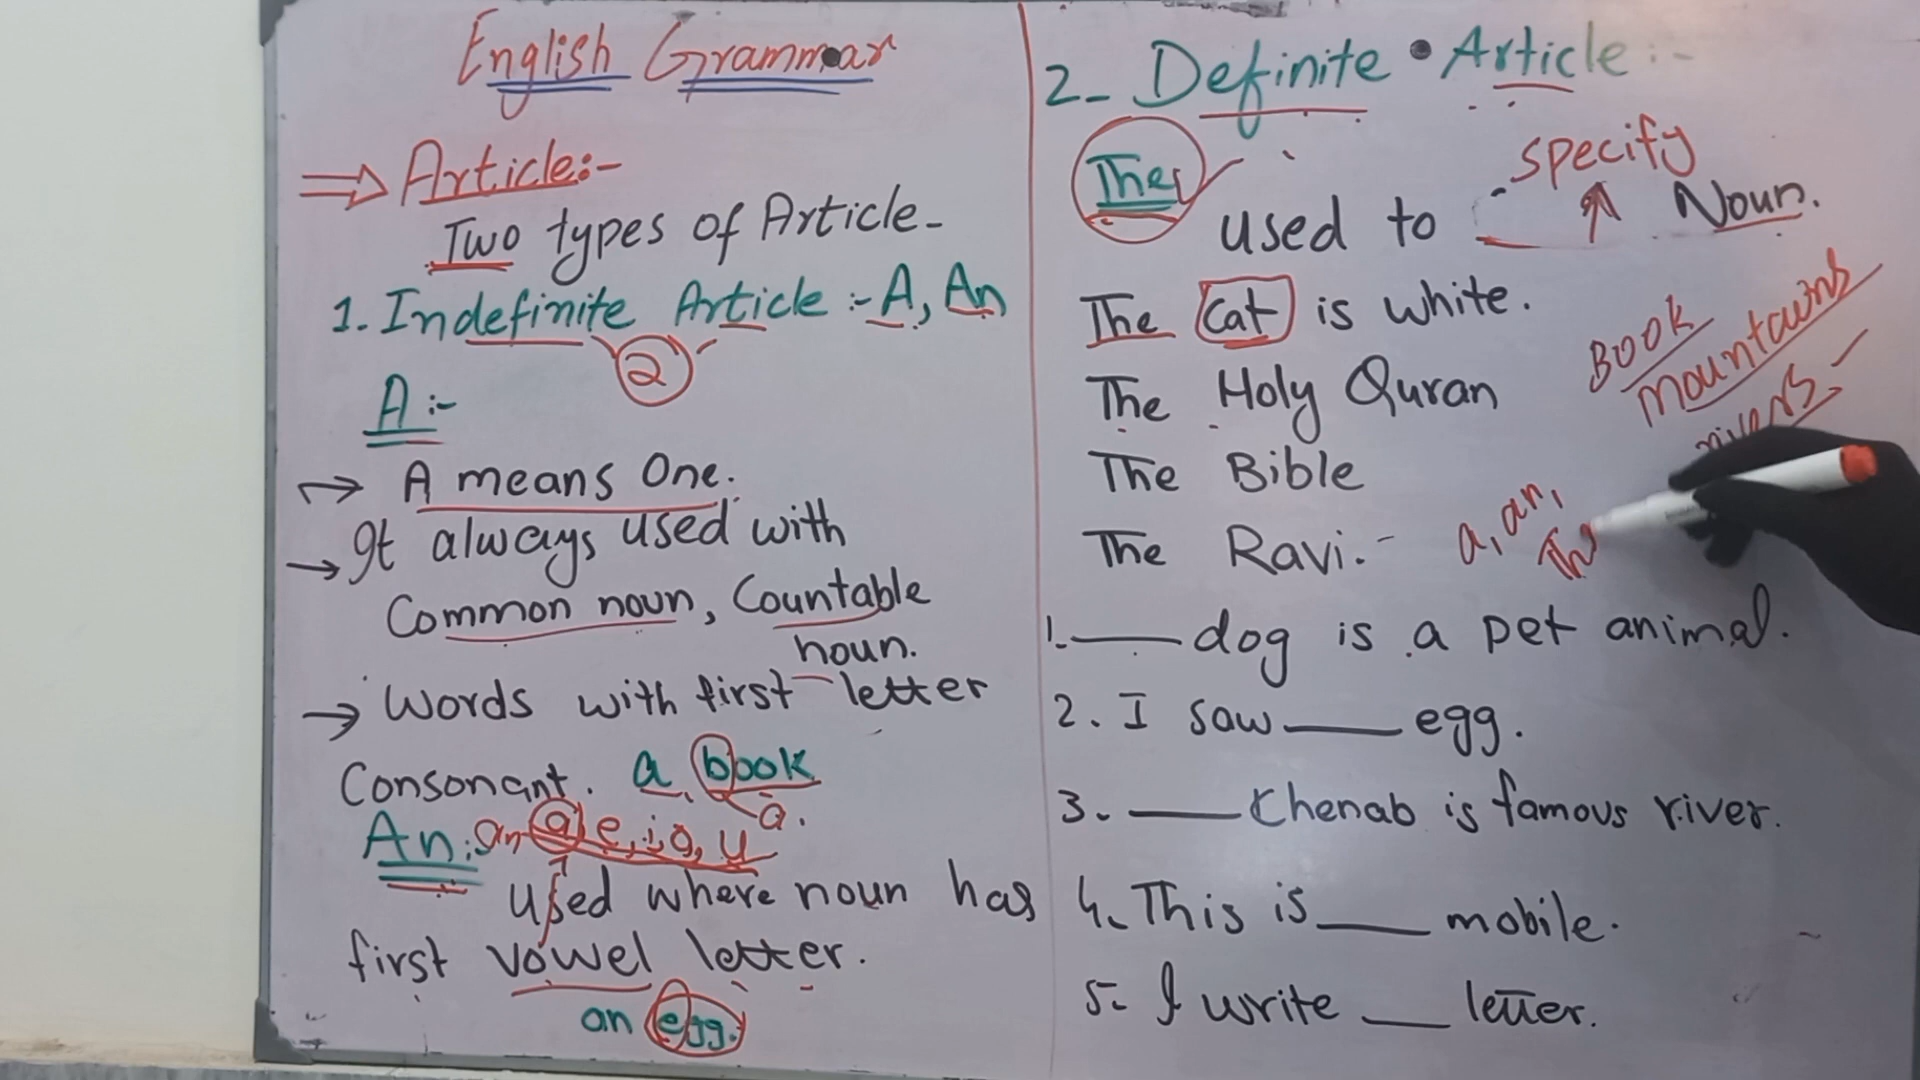 English Grammar
⇒ Article:-
Two types of Article-
1. Indefinite Article :- A, An
2
A :-
→ A means One.
→ It always used with
Common noun, Countable
noun.
→ Words with first letter
Consonant. a book
a.
An: an a, e, i, o, u
used where noun has
first vowel letter.
an egg.
2- Definite Article :-
The
specify
used to Noun.
The Cat is white.
Book
Mountains
rivers
The Holy Quran
The Bible
The Ravi.-
a, an,
The
1. ___ dog is a pet animal.
2. I saw ___ egg.
3. ___ Chenab is famous river.
4. This is ___ mobile.
5. I write ___ letter.